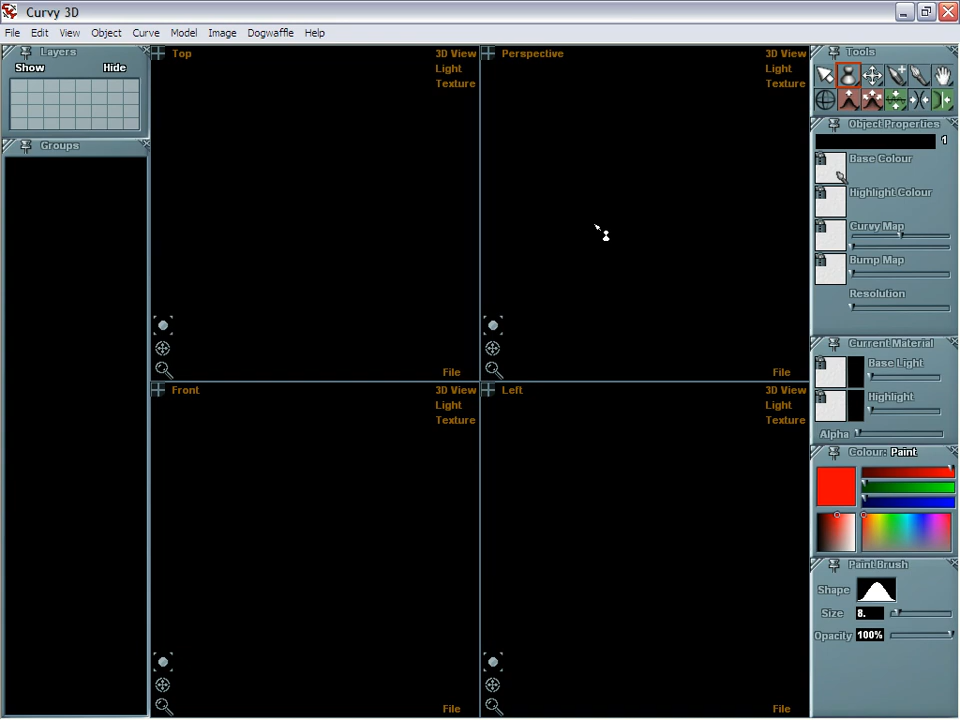 Curvy 3D
File Edit View Object Curve Model Image Dogwaffle Help
Layers
Show Hide
Groups
Top
3D View
Light
Texture
File
Perspective
3D View
Light
Texture
File
Front
3D View
Light
Texture
File
Left
3D View
Light
Texture
File
Tools
Object Properties
1
Base Colour
Highlight Colour
Curvy Map
Bump Map
Resolution
Current Material
Base Light
Highlight
Alpha
Colour: Paint
Paint Brush
Shape
Size 8.
Opacity 100%